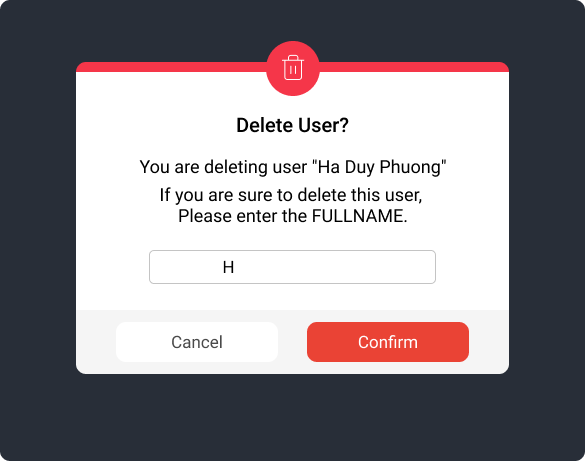 Delete User?
You are deleting user "Ha Duy Phuong"
If you are sure to delete this user,
Please enter the FULLNAME.
H
Cancel
Confirm